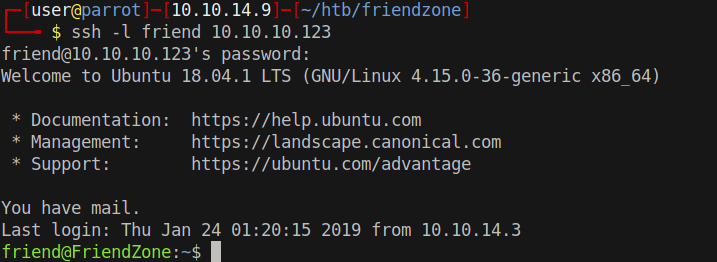 ┌─[user@parrot]─[10.10.14.9]─[~/htb/friendzone]
└──╼ $ ssh -l friend 10.10.10.123
friend@10.10.10.123's password:
Welcome to Ubuntu 18.04.1 LTS (GNU/Linux 4.15.0-36-generic x86_64)
* Documentation:  https://help.ubuntu.com
* Management:     https://landscape.canonical.com
* Support:        https://ubuntu.com/advantage
You have mail.
Last login: Thu Jan 24 01:20:15 2019 from 10.10.14.3
friend@FriendZone:~$